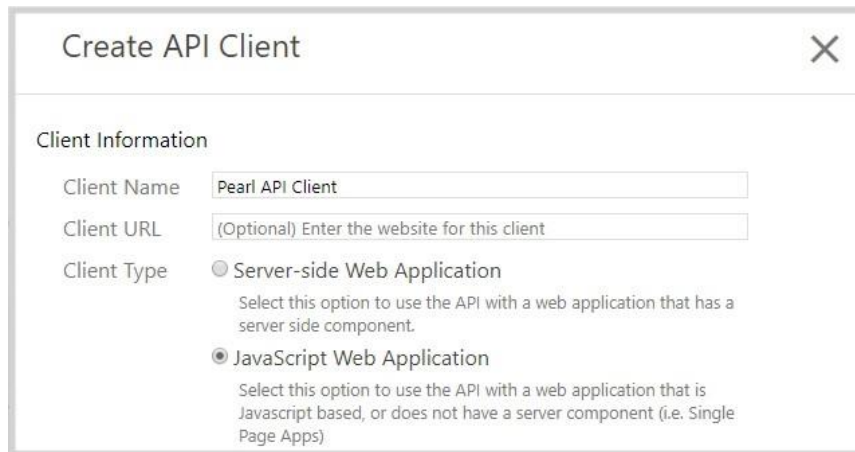 Create API Client
Client Information
Client Name Pearl API Client
Client URL (Optional) Enter the website for this client
Client Type Server-side Web Application
Select this option to use the API with a web application that has a
server side component.
JavaScript Web Application
Select this option to use the API with a web application that is
Javascript based, or does not have a server component (i.e. Single
Page Apps)